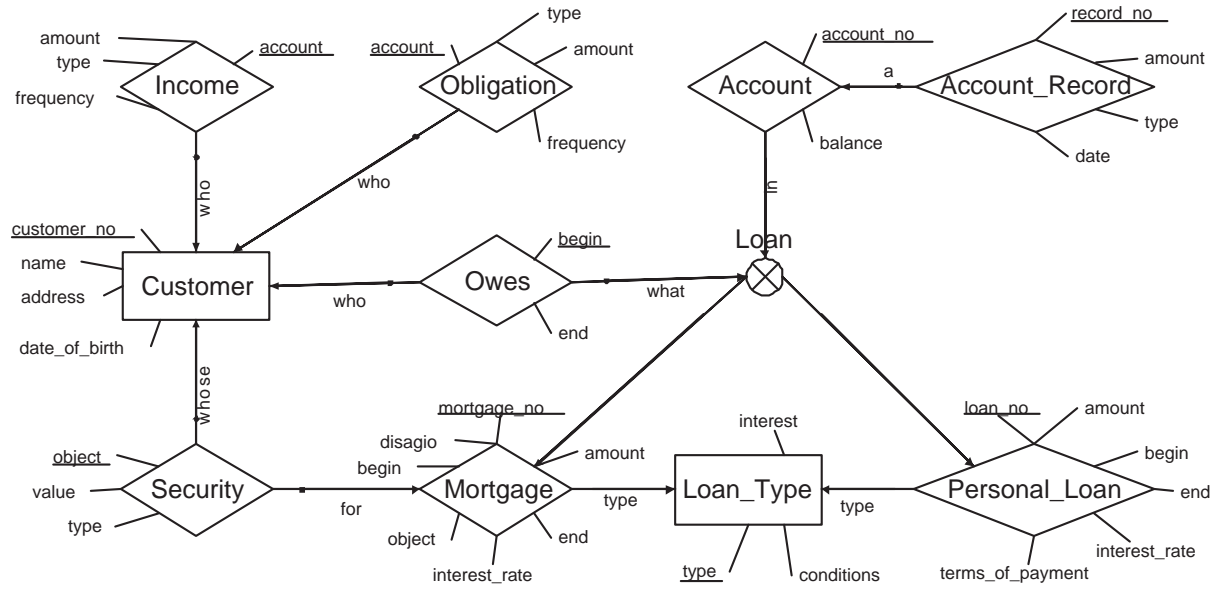 type
record_no
amount
account
account
account_no
type
amount
a
amount
Income
Obligation
Account
Account_Record
frequency
type
frequency
balance
date
who
who
in
customer_no
Loan
begin
name
Customer
Owes
address
who
what
end
date_of_birth
whose
mortgage_no
loan_no
amount
disagio
interest
object
begin
amount
begin
value
Security
Mortgage
Loan_Type
Personal_Loan
end
for
type
type
type
object
end
interest_rate
interest_rate
type
conditions
terms_of_payment